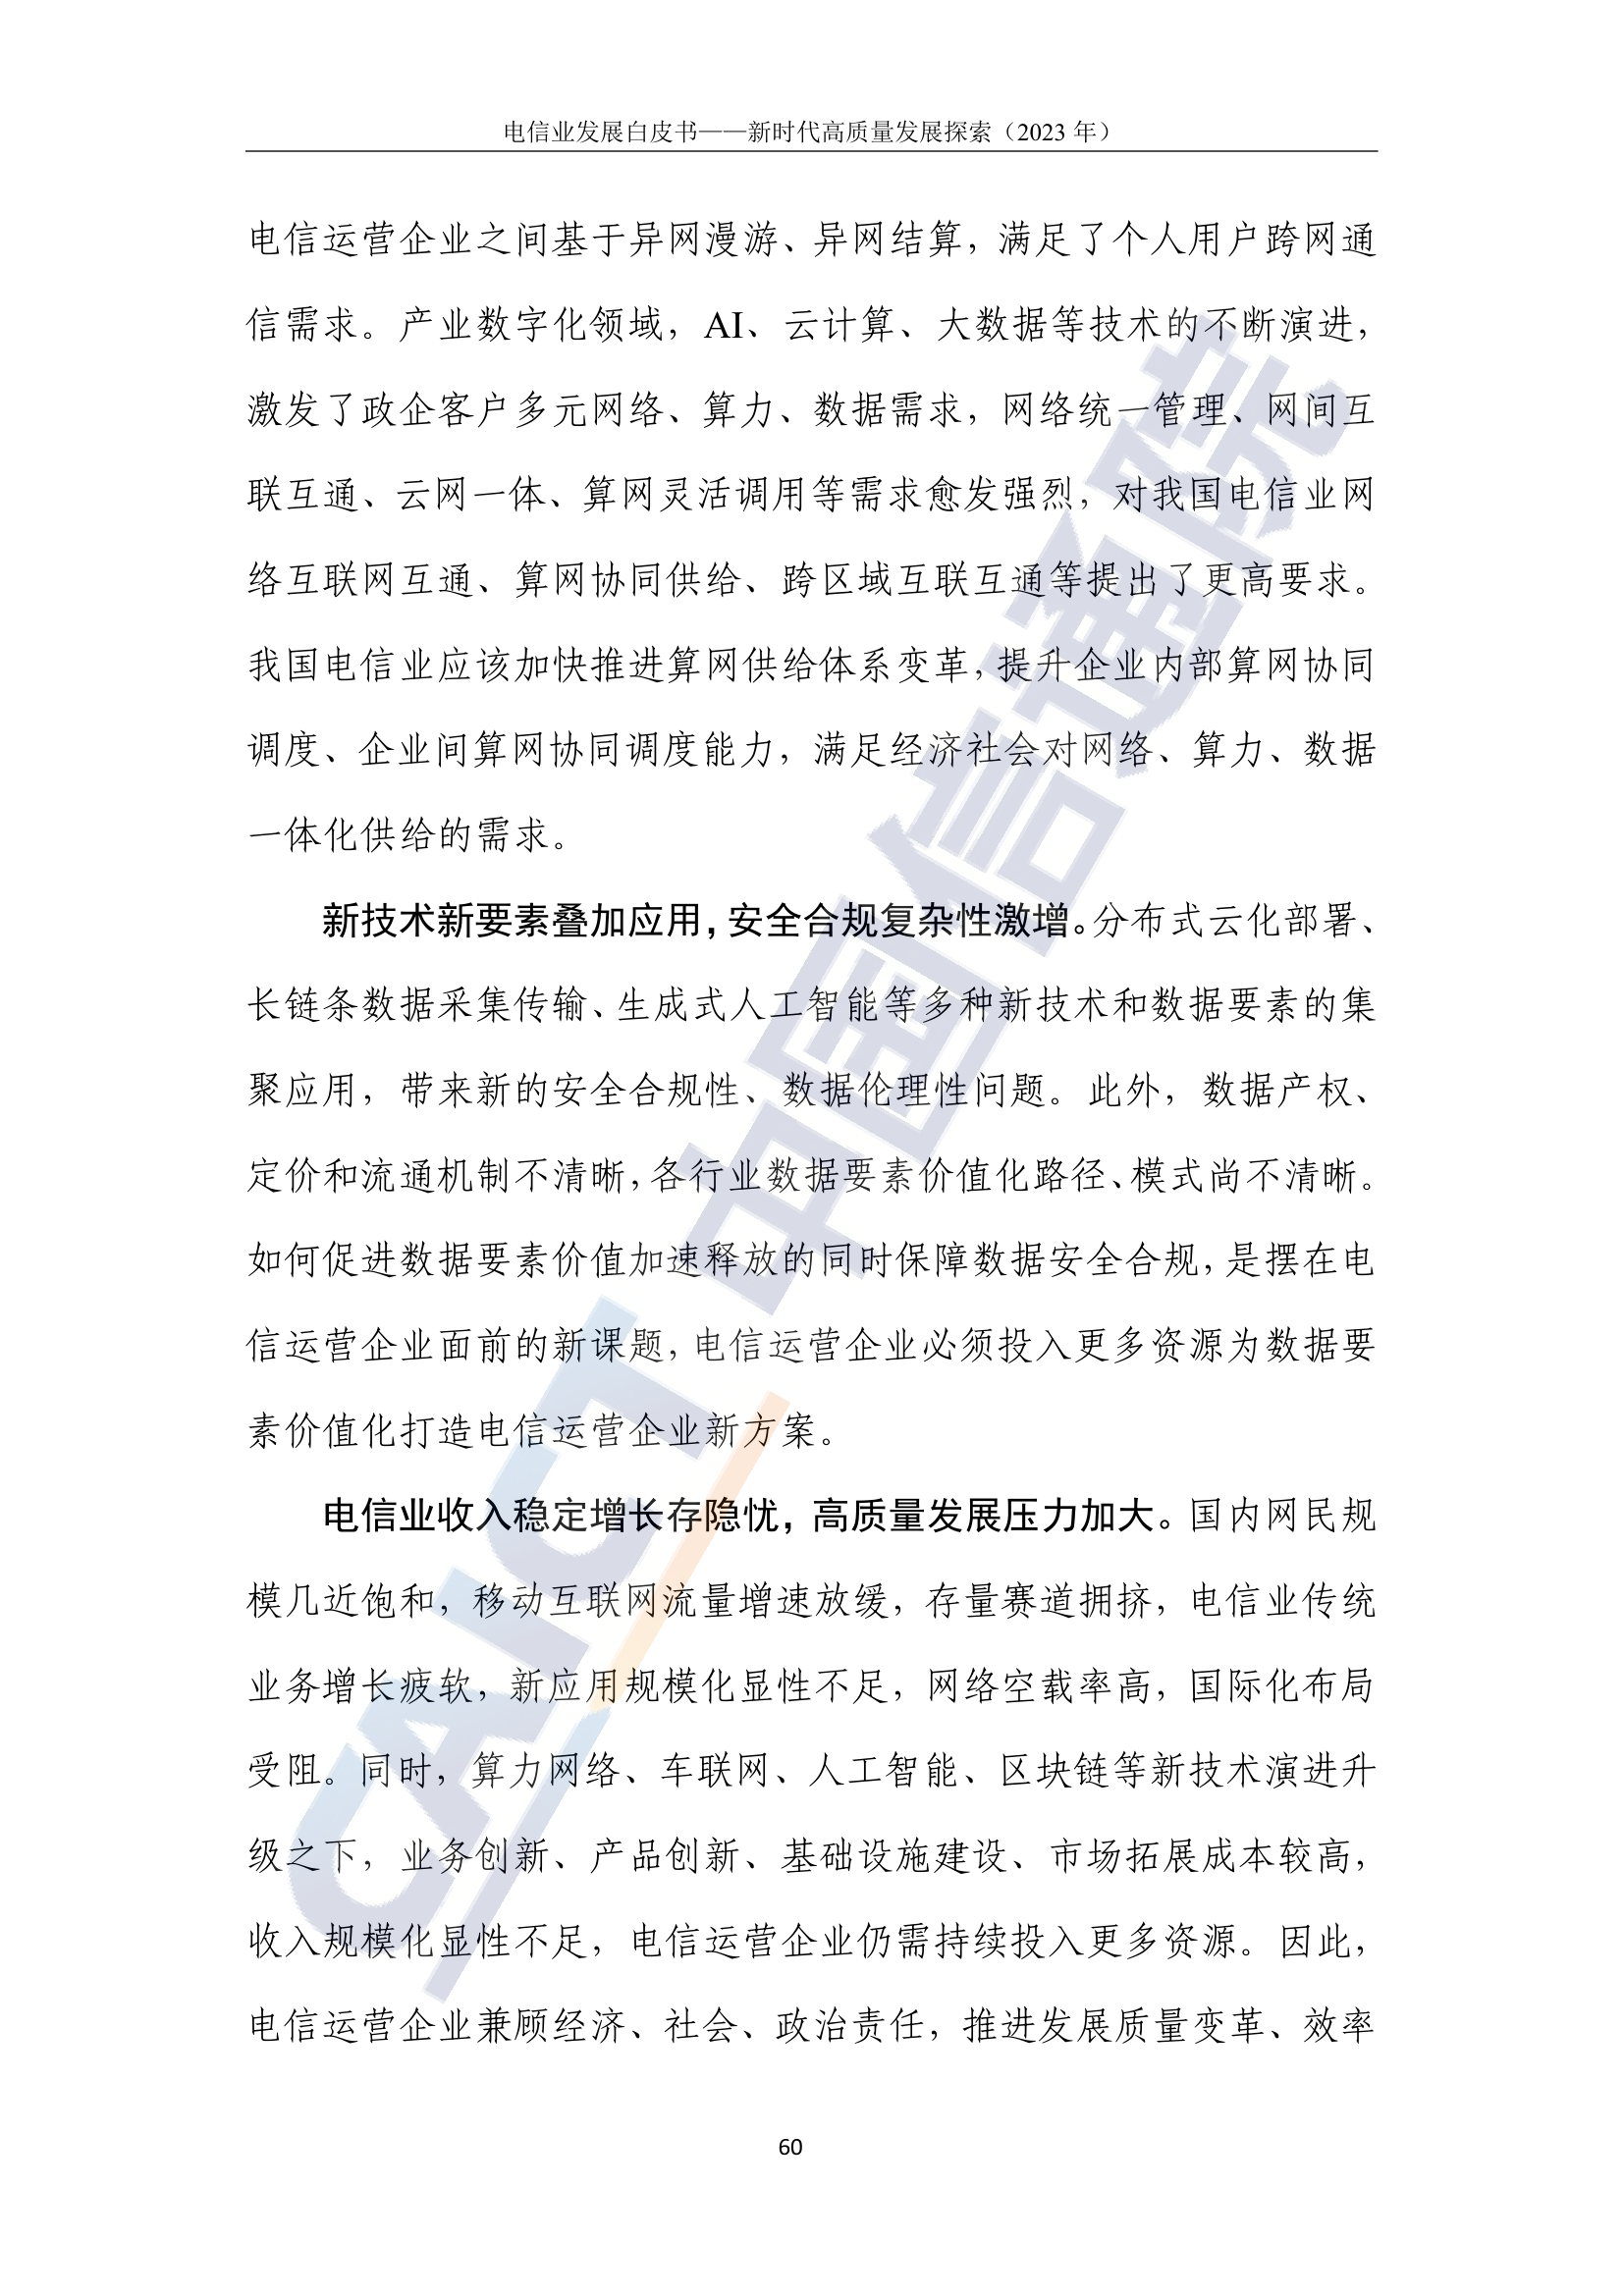 电信业发展白皮书——新时代高质量发展探索（2023 年）
电信运营企业之间基于异网漫游、异网结算，满足了个人用户跨网通
信需求。产业数字化领域，AI、云计算、大数据等技术的不断演进，
激发了政企客户多元网络、算力、数据需求，网络统一管理、网间互
联互通、云网一体、算网灵活调用等需求愈发强烈，对我国电信业网
络互联网互通、算网协同供给、跨区域互联互通等提出了更高要求。
我国电信业应该加快推进算网供给体系变革，提升企业内部算网协同
调度、企业间算网协同调度能力，满足经济社会对网络、算力、数据
一体化供给的需求。
新技术新要素叠加应用，安全合规复杂性激增。分布式云化部署、
长链条数据采集传输、生成式人工智能等多种新技术和数据要素的集
聚应用，带来新的安全合规性、数据伦理性问题。此外，数据产权、
定价和流通机制不清晰，各行业数据要素价值化路径、模式尚不清晰。
如何促进数据要素价值加速释放的同时保障数据安全合规，是摆在电
信运营企业面前的新课题，电信运营企业必须投入更多资源为数据要
素价值化打造电信运营企业新方案。
电信业收入稳定增长存隐忧，高质量发展压力加大。国内网民规
模几近饱和，移动互联网流量增速放缓，存量赛道拥挤，电信业传统
业务增长疲软，新应用规模化显性不足，网络空载率高，国际化布局
受阻。同时，算力网络、车联网、人工智能、区块链等新技术演进升
级之下，业务创新、产品创新、基础设施建设、市场拓展成本较高，
收入规模化显性不足，电信运营企业仍需持续投入更多资源。因此，
电信运营企业兼顾经济、社会、政治责任，推进发展质量变革、效率
60
CAICT 中国信通院